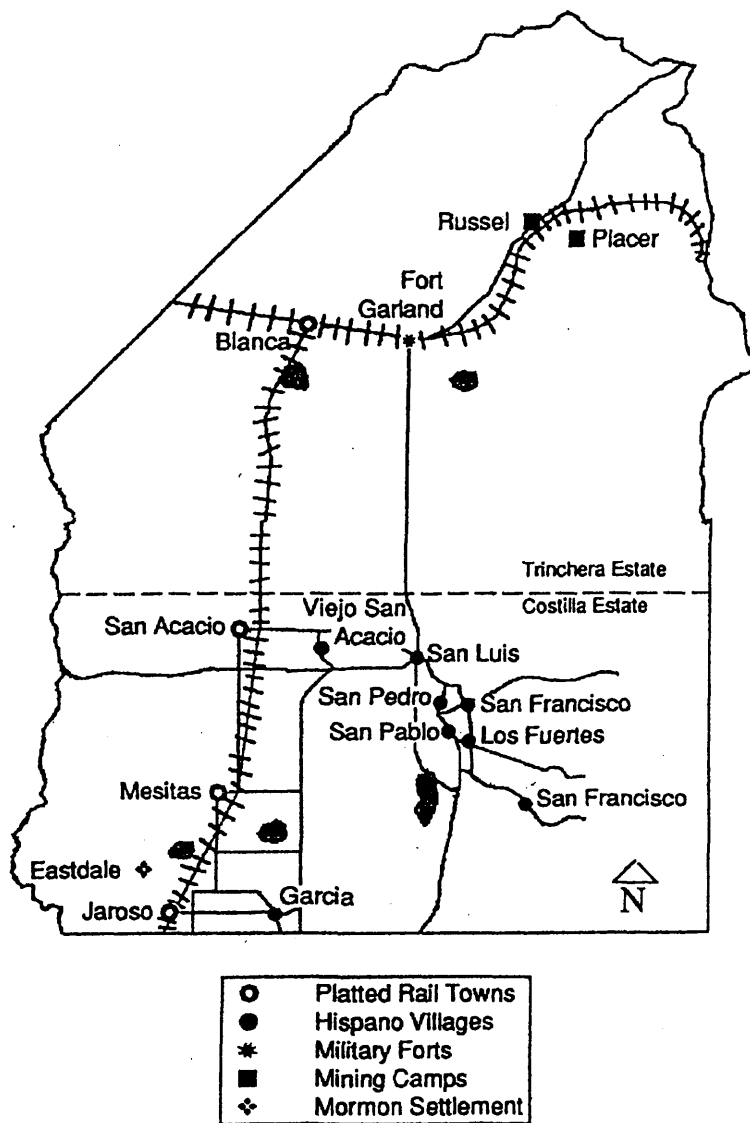 Russel
Placer
Fort
Garland
Blanca
Trinchera Estate
Costilla Estate
Viejo San
Acacio
San Acacio
San Luis
San Pedro
San Francisco
San Pablo
Los Fuertes
Mesitas
San Francisco
Eastdale
Jaroso
Garcia
N
Platted Rail Towns
Hispano Villages
Military Forts
Mining Camps
Mormon Settlement